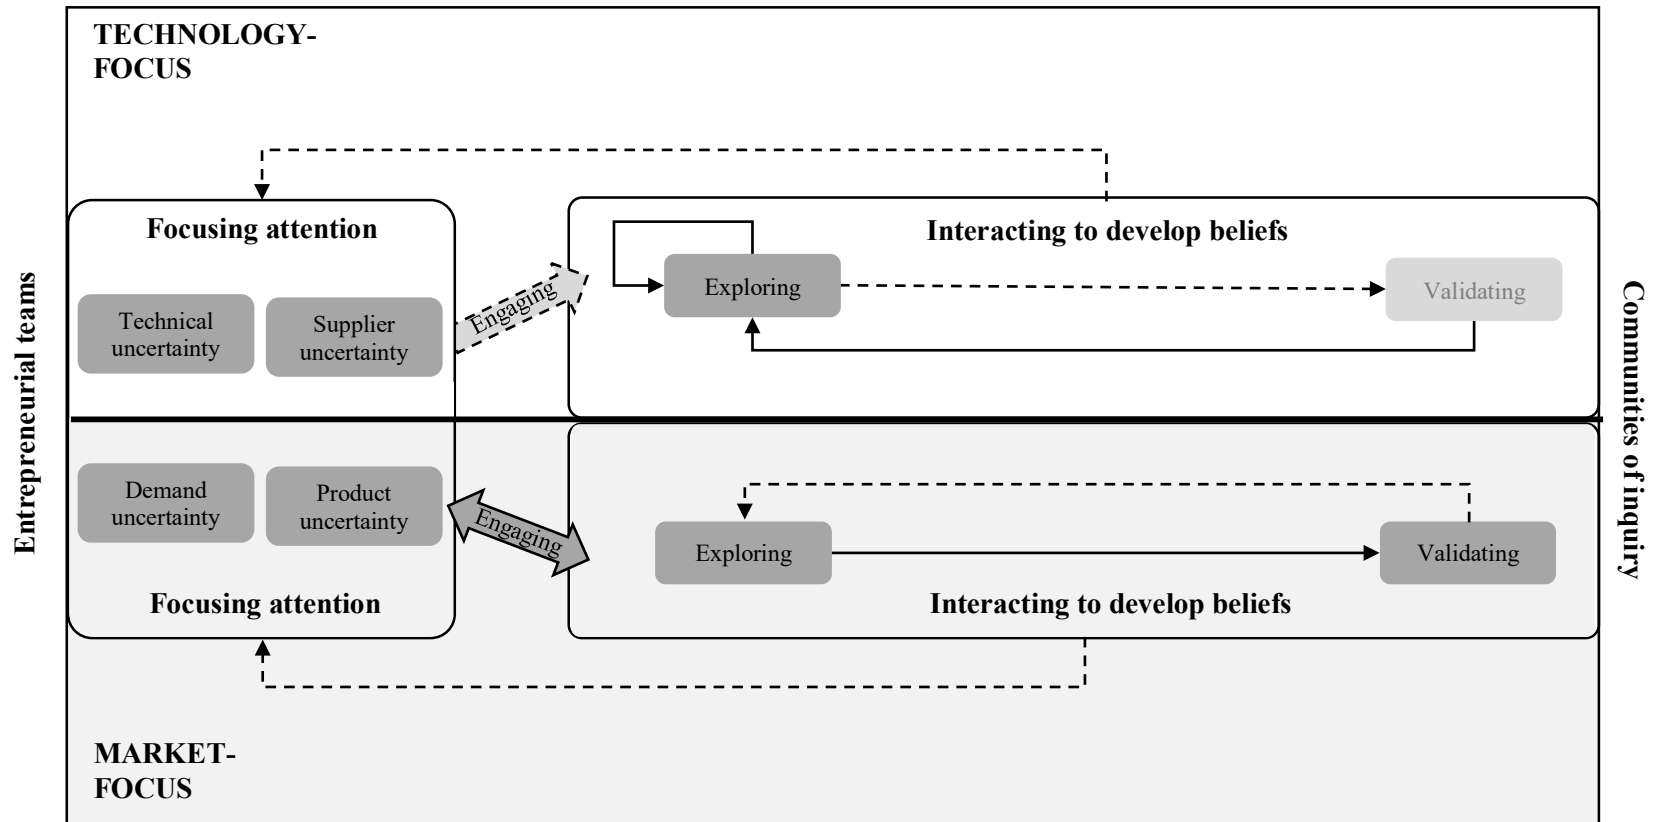 TECHNOLOGY-
FOCUS
Entrepreneurial teams
Focusing attention
Technical
uncertainty
Supplier
uncertainty
Engaging
Interacting to develop beliefs
Exploring
Validating
Communities of inquiry
Demand
uncertainty
Product
uncertainty
Focusing attention
Engaging
Exploring
Validating
Interacting to develop beliefs
MARKET-
FOCUS